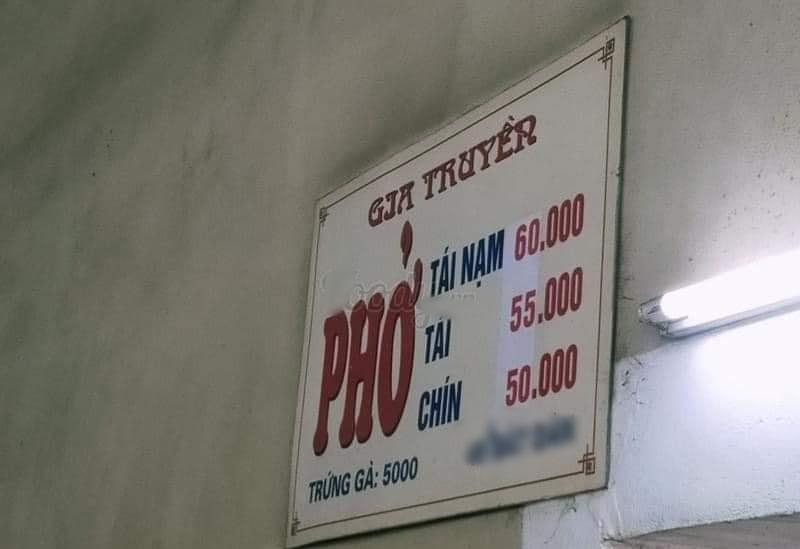 GIA TRUYỀN
PHỞ
TÁI NẠM 60.000
TÁI 55.000
CHÍN 50.000
TRỨNG GÀ: 5000